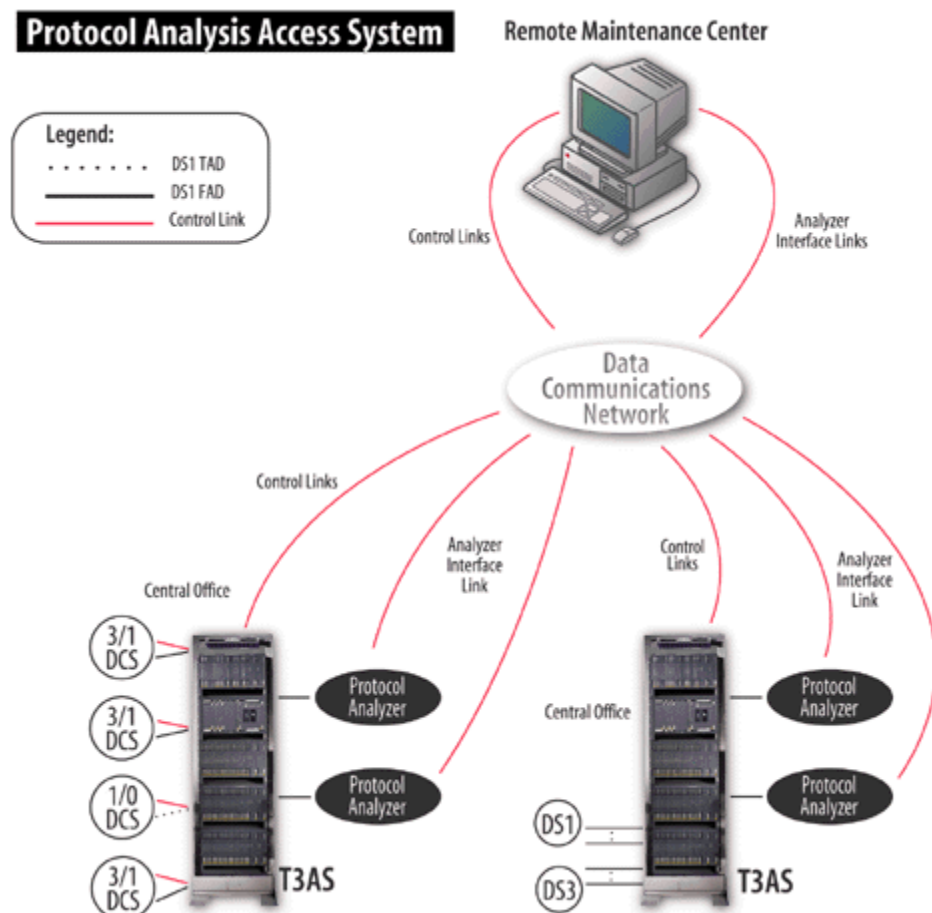 Protocol Analysis Access System
Remote Maintenance Center
Legend:
DS1 TAD
DS1 FAD
Control Link
Control Links
Analyzer
Interface Links
Data
Communications
Network
Control Links
Analyzer
Interface
Link
Control
Links
Analyzer
Interface
Link
Central Office
3/1
DCS
3/1
DCS
1/0
DCS
3/1
DCS
Protocol
Analyzer
Protocol
Analyzer
T3AS
Central Office
DS1
DS3
Protocol
Analyzer
Protocol
Analyzer
T3AS